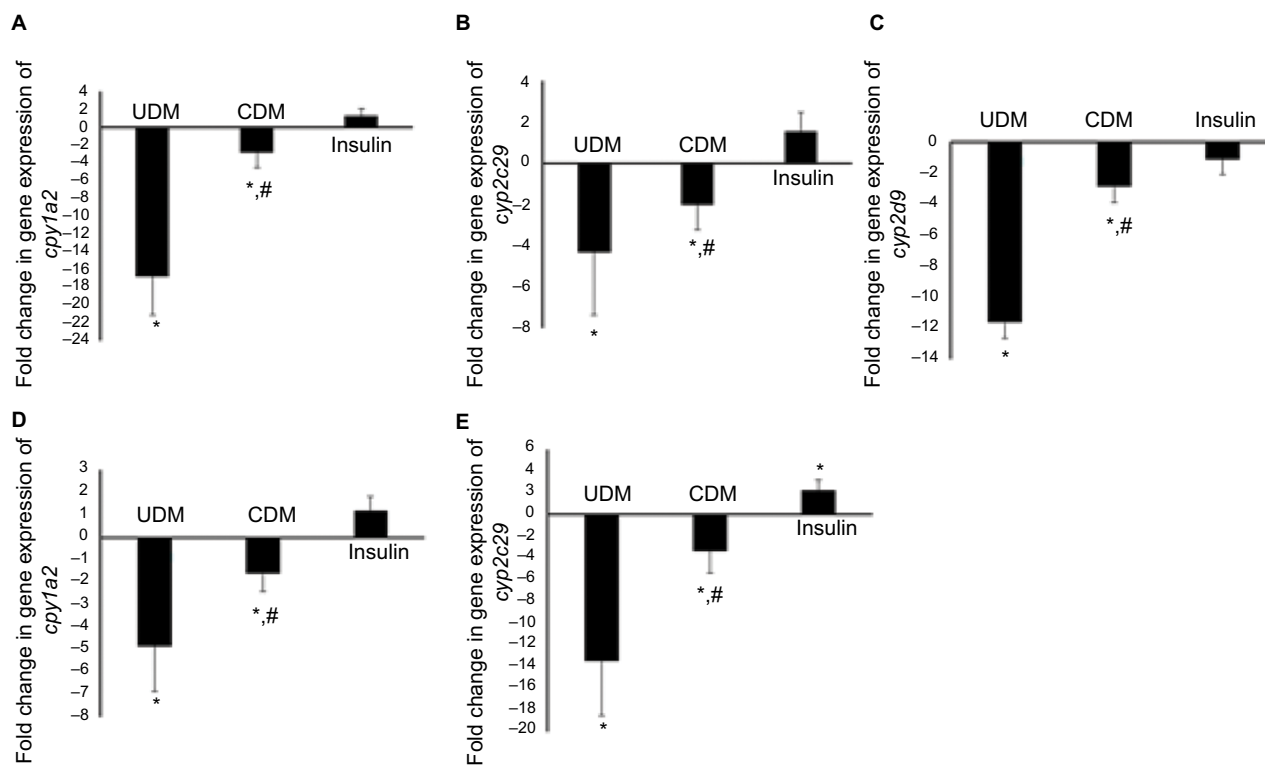 A
Fold change in gene expression of
cpy1a2
4
2
0
–2
–4
–6
–8
–10
–12
–14
–16
–18
–20
–22
–24
UDM
CDM
Insulin
*
*,#
B
Fold change in gene expression of
cyp2c29
4
2
0
–2
–4
–6
–8
UDM
CDM
Insulin
*
*,#
C
Fold change in gene expression of
cyp2d9
0
–2
–4
–6
–8
–10
–12
–14
UDM
CDM
Insulin
*
*,#
D
Fold change in gene expression of
cpy1a2
3
2
1
0
–1
–2
–3
–4
–5
–6
–7
–8
UDM
CDM
Insulin
*
*,#
E
Fold change in gene expression of
cyp2c29
6
4
2
0
–2
–4
–6
–8
–10
–12
–14
–16
–18
–20
UDM
CDM
*
Insulin
*,#
*